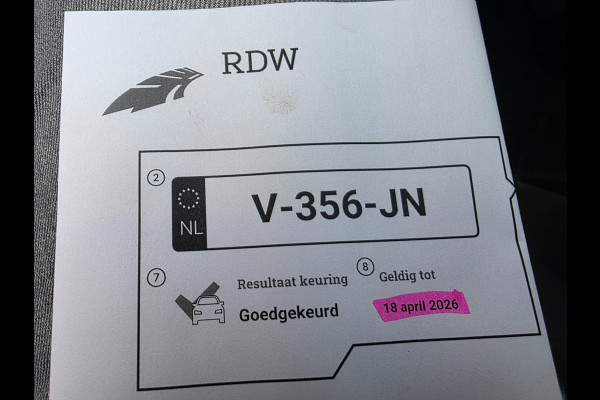 RDW
2
NL
V-356-JN
7
Resultaat keuring
Goedgekeurd
8
Geldig tot
18 april 2026